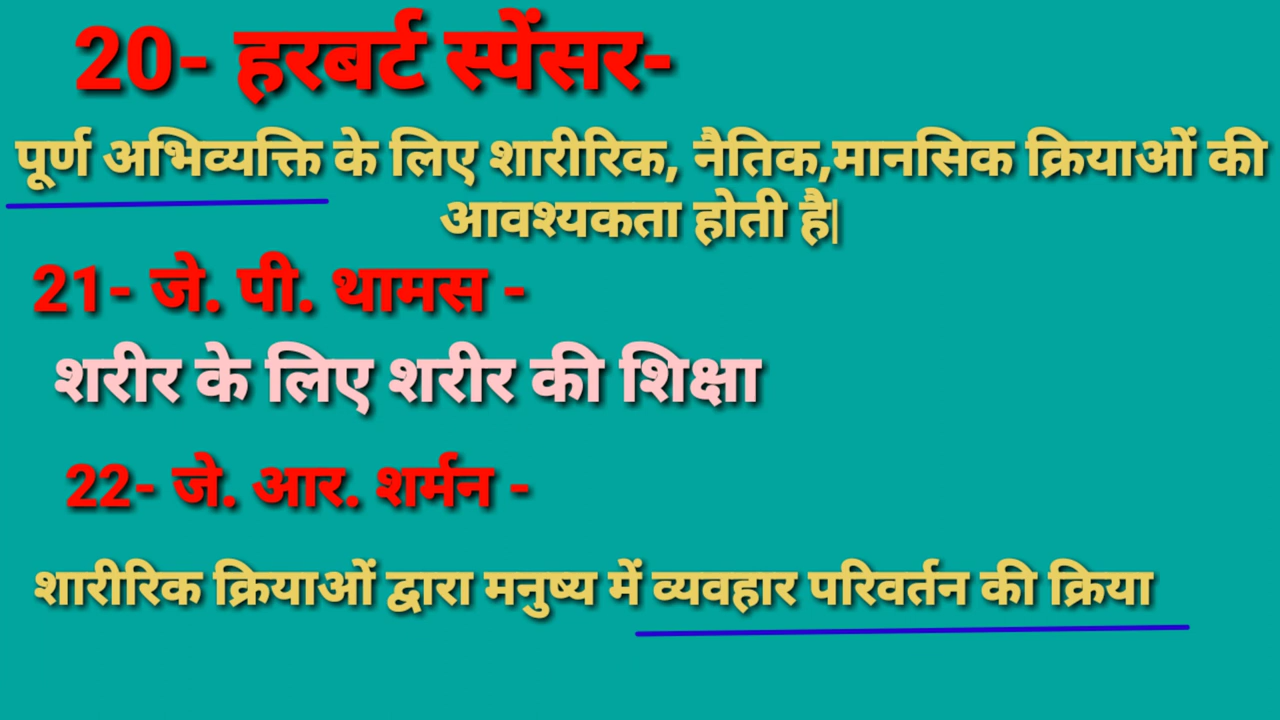 20- हरबर्ट स्पेंसर-
पूर्ण अभिव्यक्ति के लिए शारीरिक, नैतिक,मानसिक क्रियाओं की
आवश्यकता होती है|
21- जे. पी. थामस -
शरीर के लिए शरीर की शिक्षा
22- जे. आर. शर्मन -
शारीरिक क्रियाओं द्वारा मनुष्य में व्यवहार परिवर्तन की क्रिया